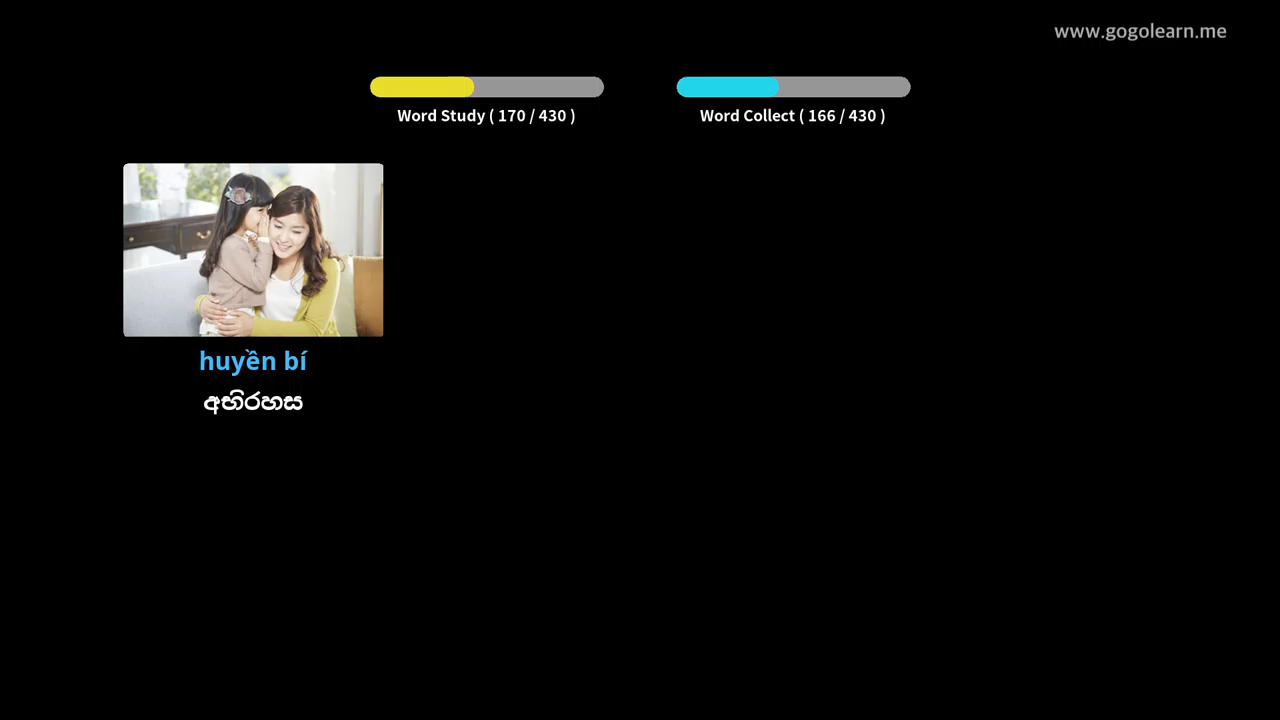 www.gogolearn.me
Word Study ( 170 / 430 )
Word Collect ( 166 / 430 )
huyền bí
අභිරහස